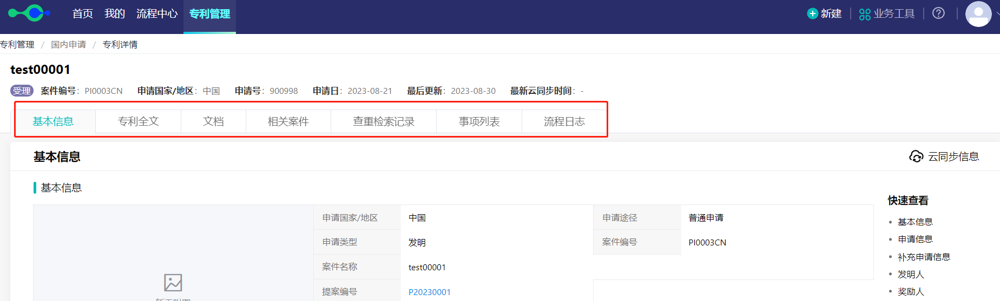 首页 我的 流程中心 专利管理 新建 业务工具
专利管理 / 国内申请 / 专利详情
test00001
受理 案件编号：PI0003CN 申请国家/地区：中国 申请号：900998 申请日：2023-08-21 最后更新：2023-08-30 最新云同步时间：-
基本信息 专利全文 文档 相关案件 查重检索记录 事项列表 流程日志
基本信息 云同步信息
基本信息
快速查看
申请国家/地区 中国 申请途径 普通申请
基本信息
申请类型 发明 案件编号 PI0003CN
申请信息
案件名称 test00001
补充申请信息
发明人
提案编号 P20230001
奖励人